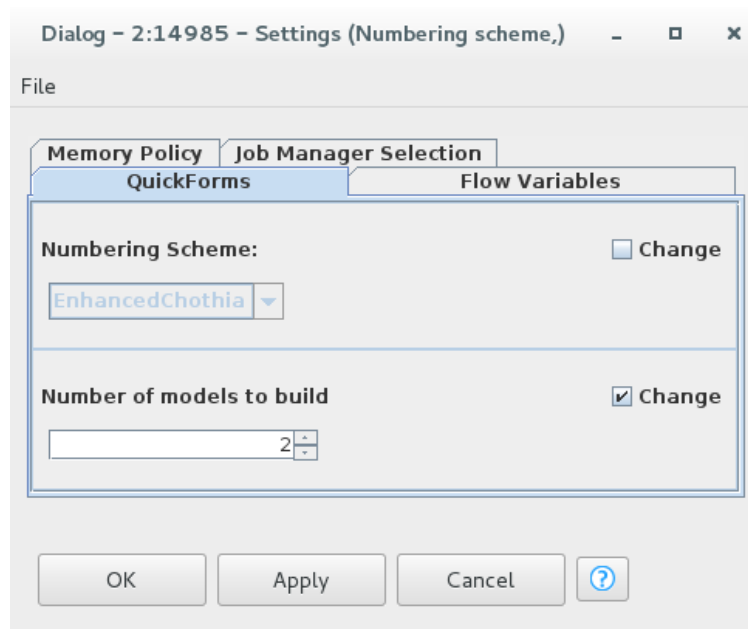 Dialog – 2:14985 – Settings (Numbering scheme,)
File
Memory Policy Job Manager Selection
QuickForms Flow Variables
Numbering Scheme: Change
EnhancedChothia
Number of models to build Change
2
OK Apply Cancel ?